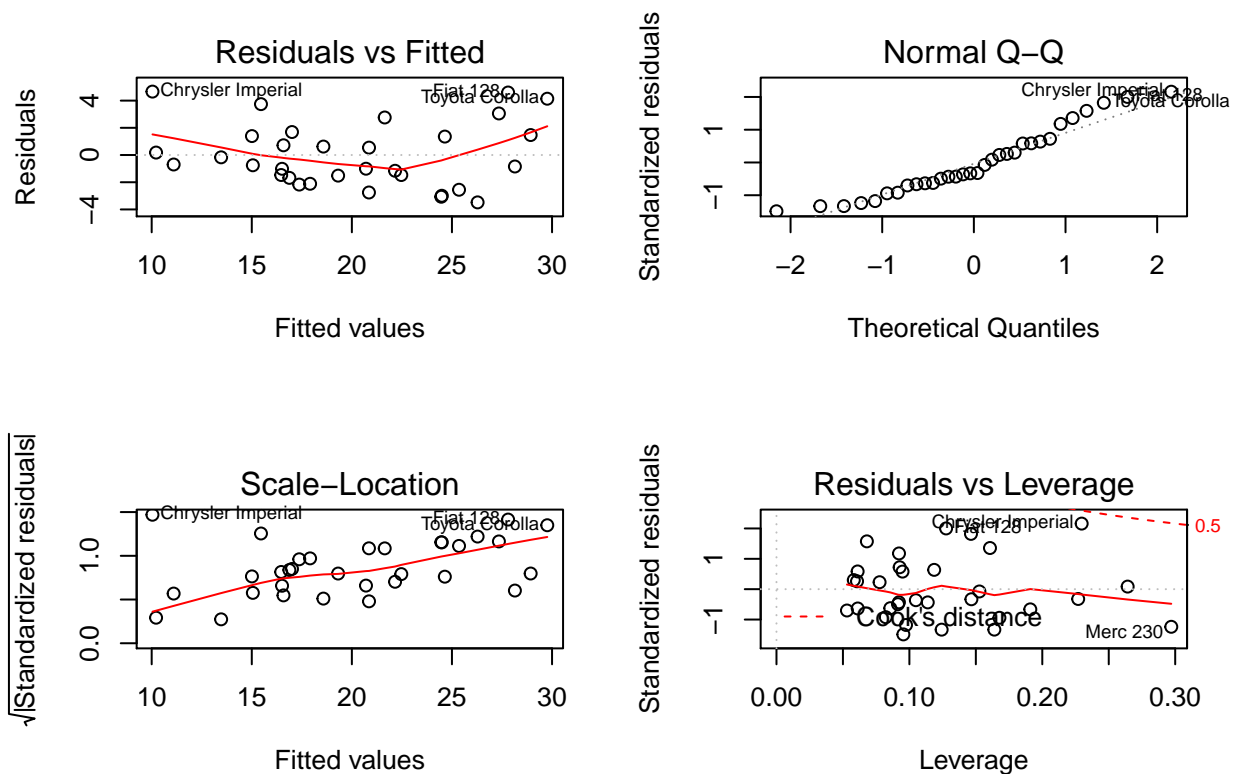 Residuals vs Fitted
Residuals
4
0
−4
Chrysler Imperial
Fiat 128
Toyota Corolla
10 15 20 25 30
Fitted values
Normal Q−Q
Standardized residuals
1
−1
Chrysler Imperial
Fiat 128
Toyota Corolla
−2 −1 0 1 2
Theoretical Quantiles
Scale−Location
√|Standardized residuals|
1.0
0.0
Chrysler Imperial
Fiat 128
Toyota Corolla
10 15 20 25 30
Fitted values
Residuals vs Leverage
Standardized residuals
1
−1
Chrysler Imperial
Fiat 128
0.5
Cook's distance
Merc 230
0.00 0.10 0.20 0.30
Leverage